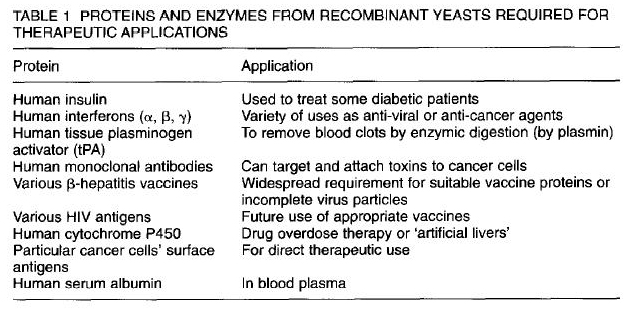 TABLE 1 PROTEINS AND ENZYMES FROM RECOMBINANT YEASTS REQUIRED FOR
THERAPEUTIC APPLICATIONS
Protein Application
Human insulin Used to treat some diabetic patients
Human interferons (α, β, γ) Variety of uses as anti-viral or anti-cancer agents
Human tissue plasminogen To remove blood clots by enzymic digestion (by plasmin)
activator (tPA)
Human monoclonal antibodies Can target and attach toxins to cancer cells
Various β-hepatitis vaccines Widespread requirement for suitable vaccine proteins or
incomplete virus particles
Various HIV antigens Future use of appropriate vaccines
Human cytochrome P450 Drug overdose therapy or ‘artificial livers’
Particular cancer cells’ surface For direct therapeutic use
antigens
Human serum albumin In blood plasma